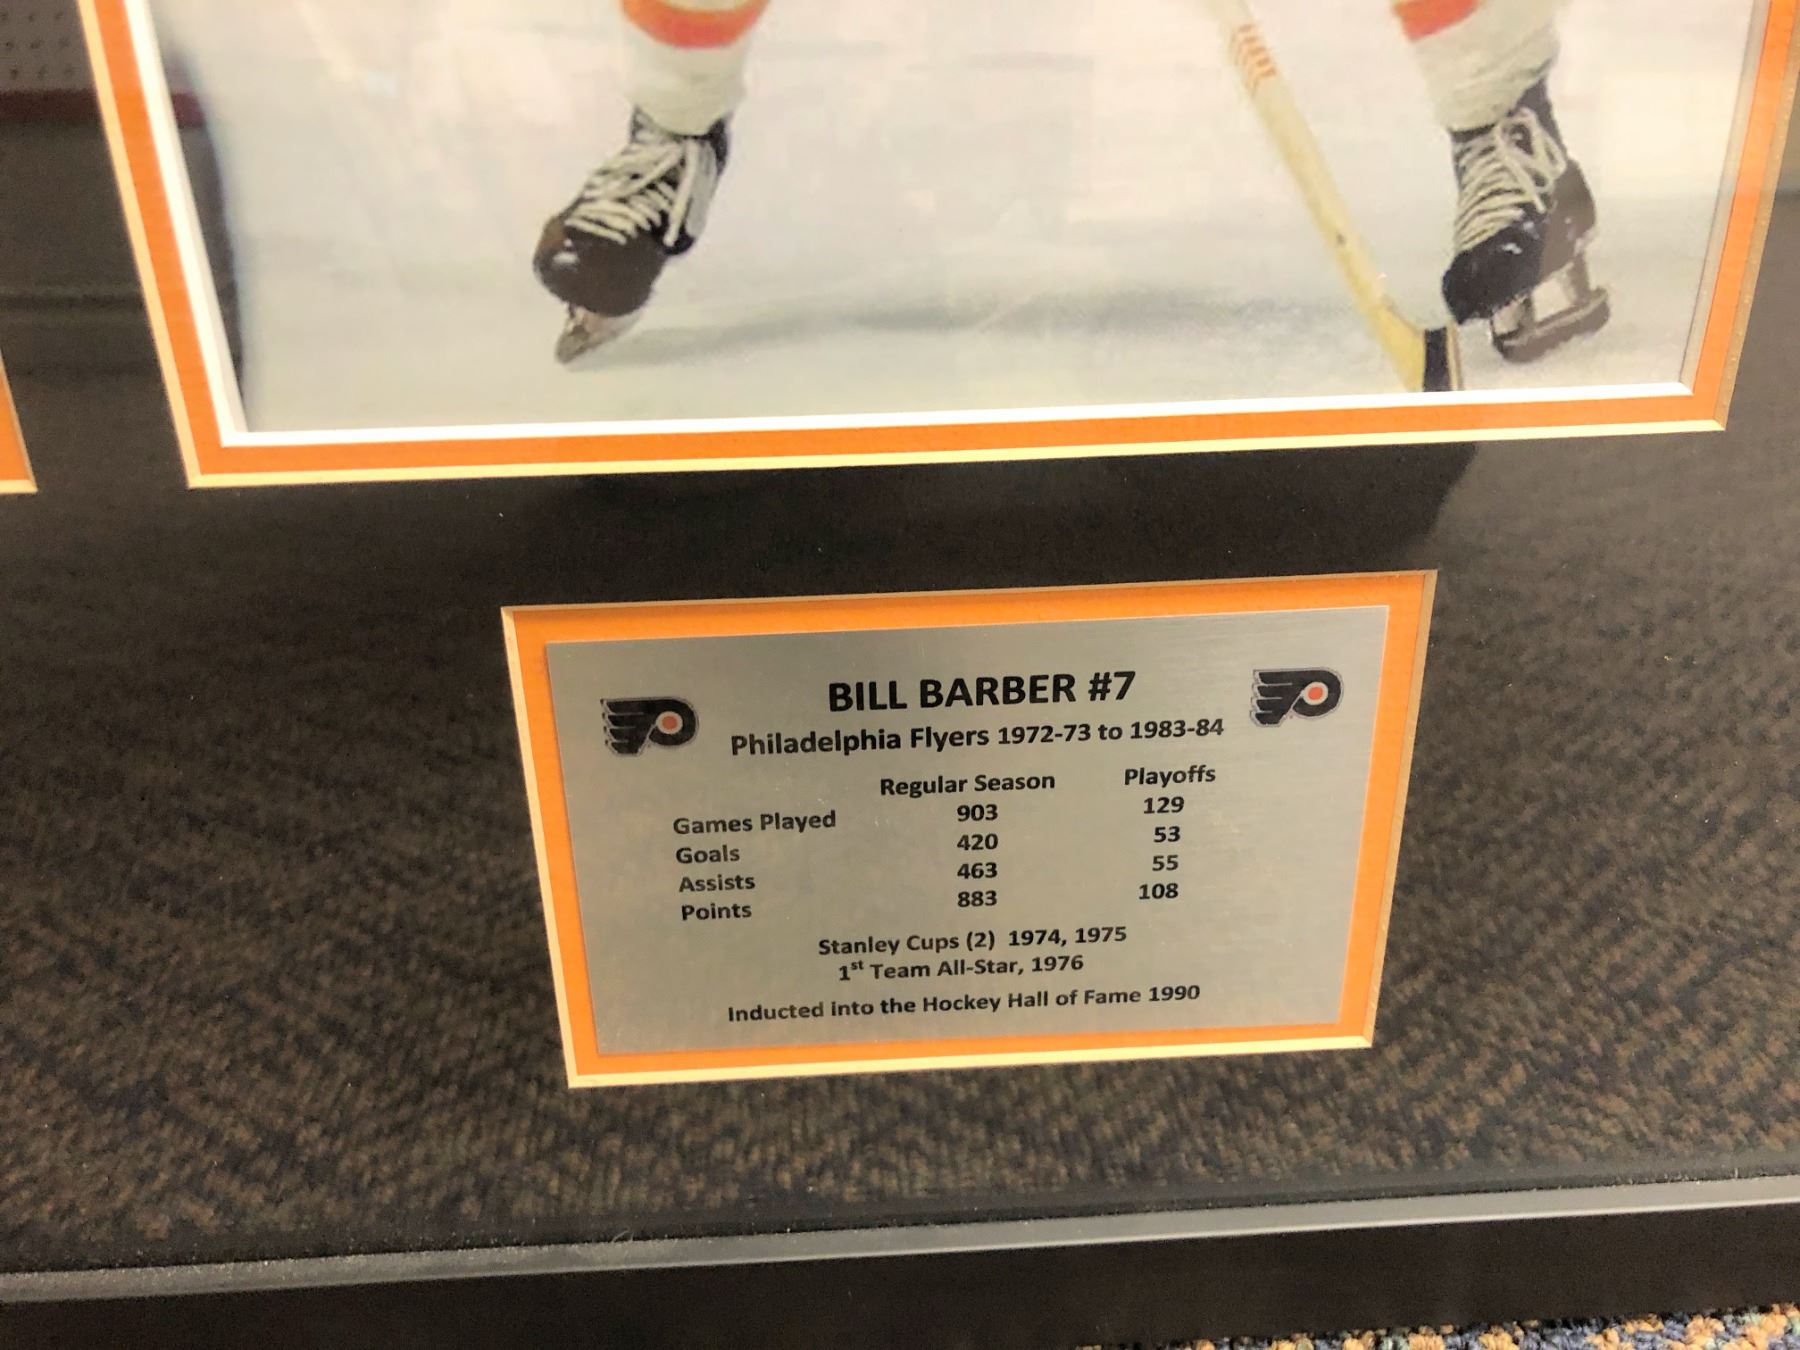 BILL BARBER #7
Philadelphia Flyers 1972-73 to 1983-84
Regular Season Playoffs
Games Played 903 129
Goals 420 53
Assists 463 55
Points 883 108
Stanley Cups (2) 1974, 1975
1st Team All-Star, 1976
Inducted into the Hockey Hall of Fame 1990